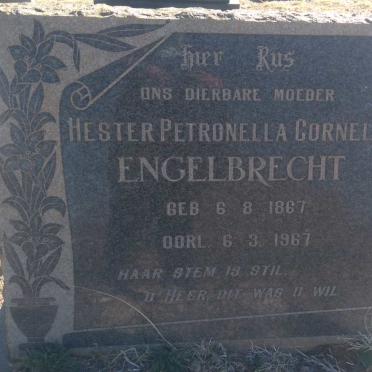 Hier Rus
ONS DIERBARE MOEDER
HESTER PETRONELLA CORNEL
ENGELBRECHT
GEB 6 8 1867
OORL. 6 3. 1967
HAAR STEM IS STIL.
O HEER DIT WAS U WIL